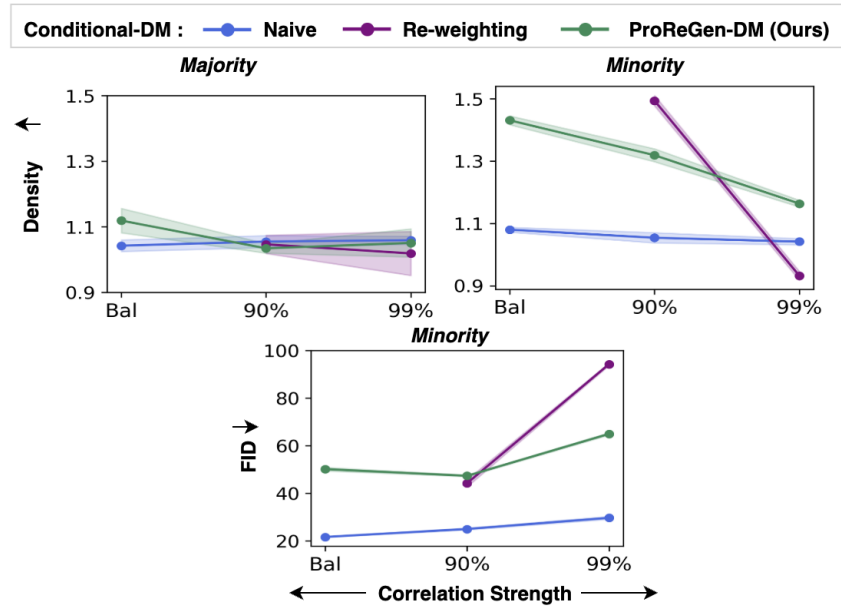 Conditional-DM : Naive Re-weighting ProReGen-DM (Ours)
Majority
Minority
Density
1.5
1.3
1.1
0.9
Bal 90% 99%
1.5
1.3
1.1
0.9
Bal 90% 99%
Minority
FID
100
80
60
40
20
Bal 90% 99%
Correlation Strength